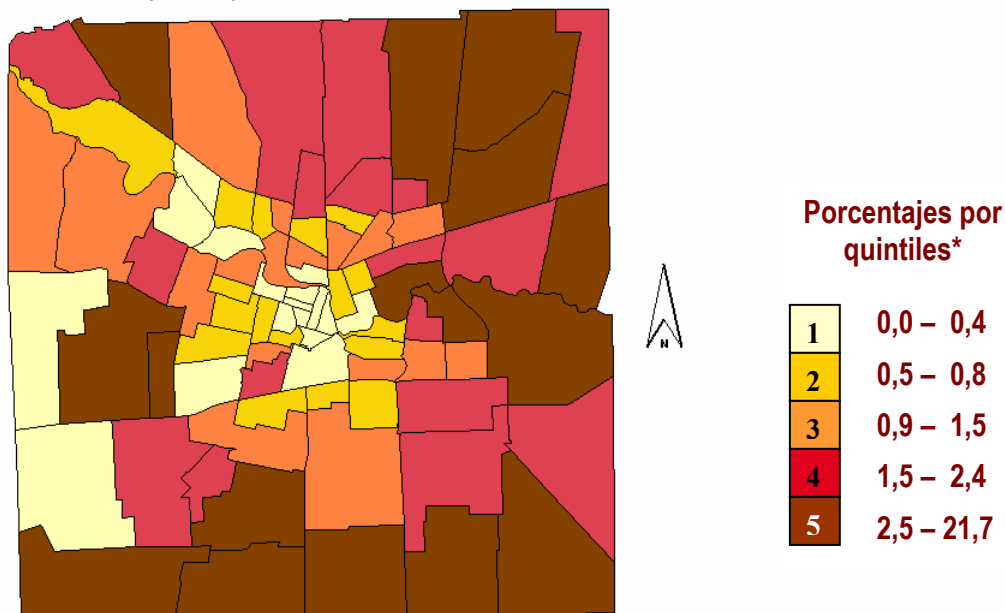 Porcentajes por
quintiles*
N
1 0,0 – 0,4
2 0,5 – 0,8
3 0,9 – 1,5
4 1,5 – 2,4
5 2,5 – 21,7